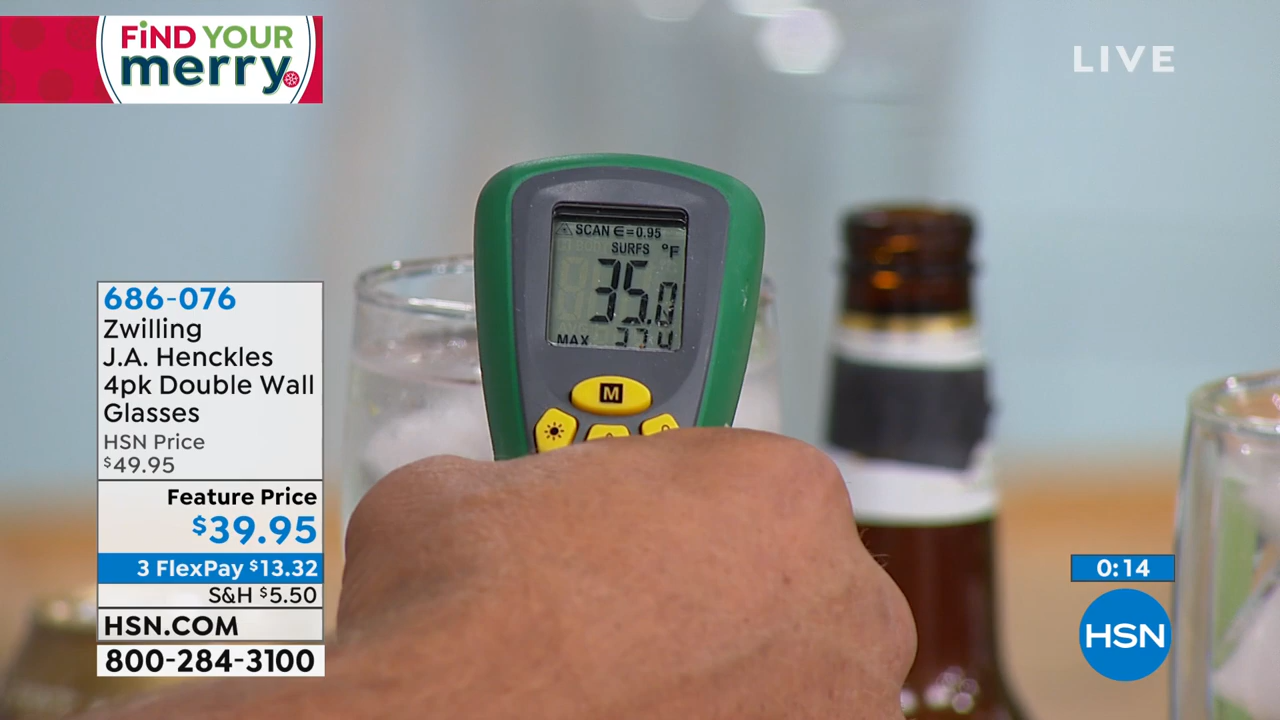 FiND YOUR
merry
LIVE
SCAN E=0.95
SURFS °F
35.0
MAX
M
686-076
Zwilling
J.A. Henckles
4pk Double Wall
Glasses
HSN Price
$49.95
Feature Price
$39.95
3 FlexPay $13.32
S&H $5.50
HSN.COM
800-284-3100
0:14
HSN